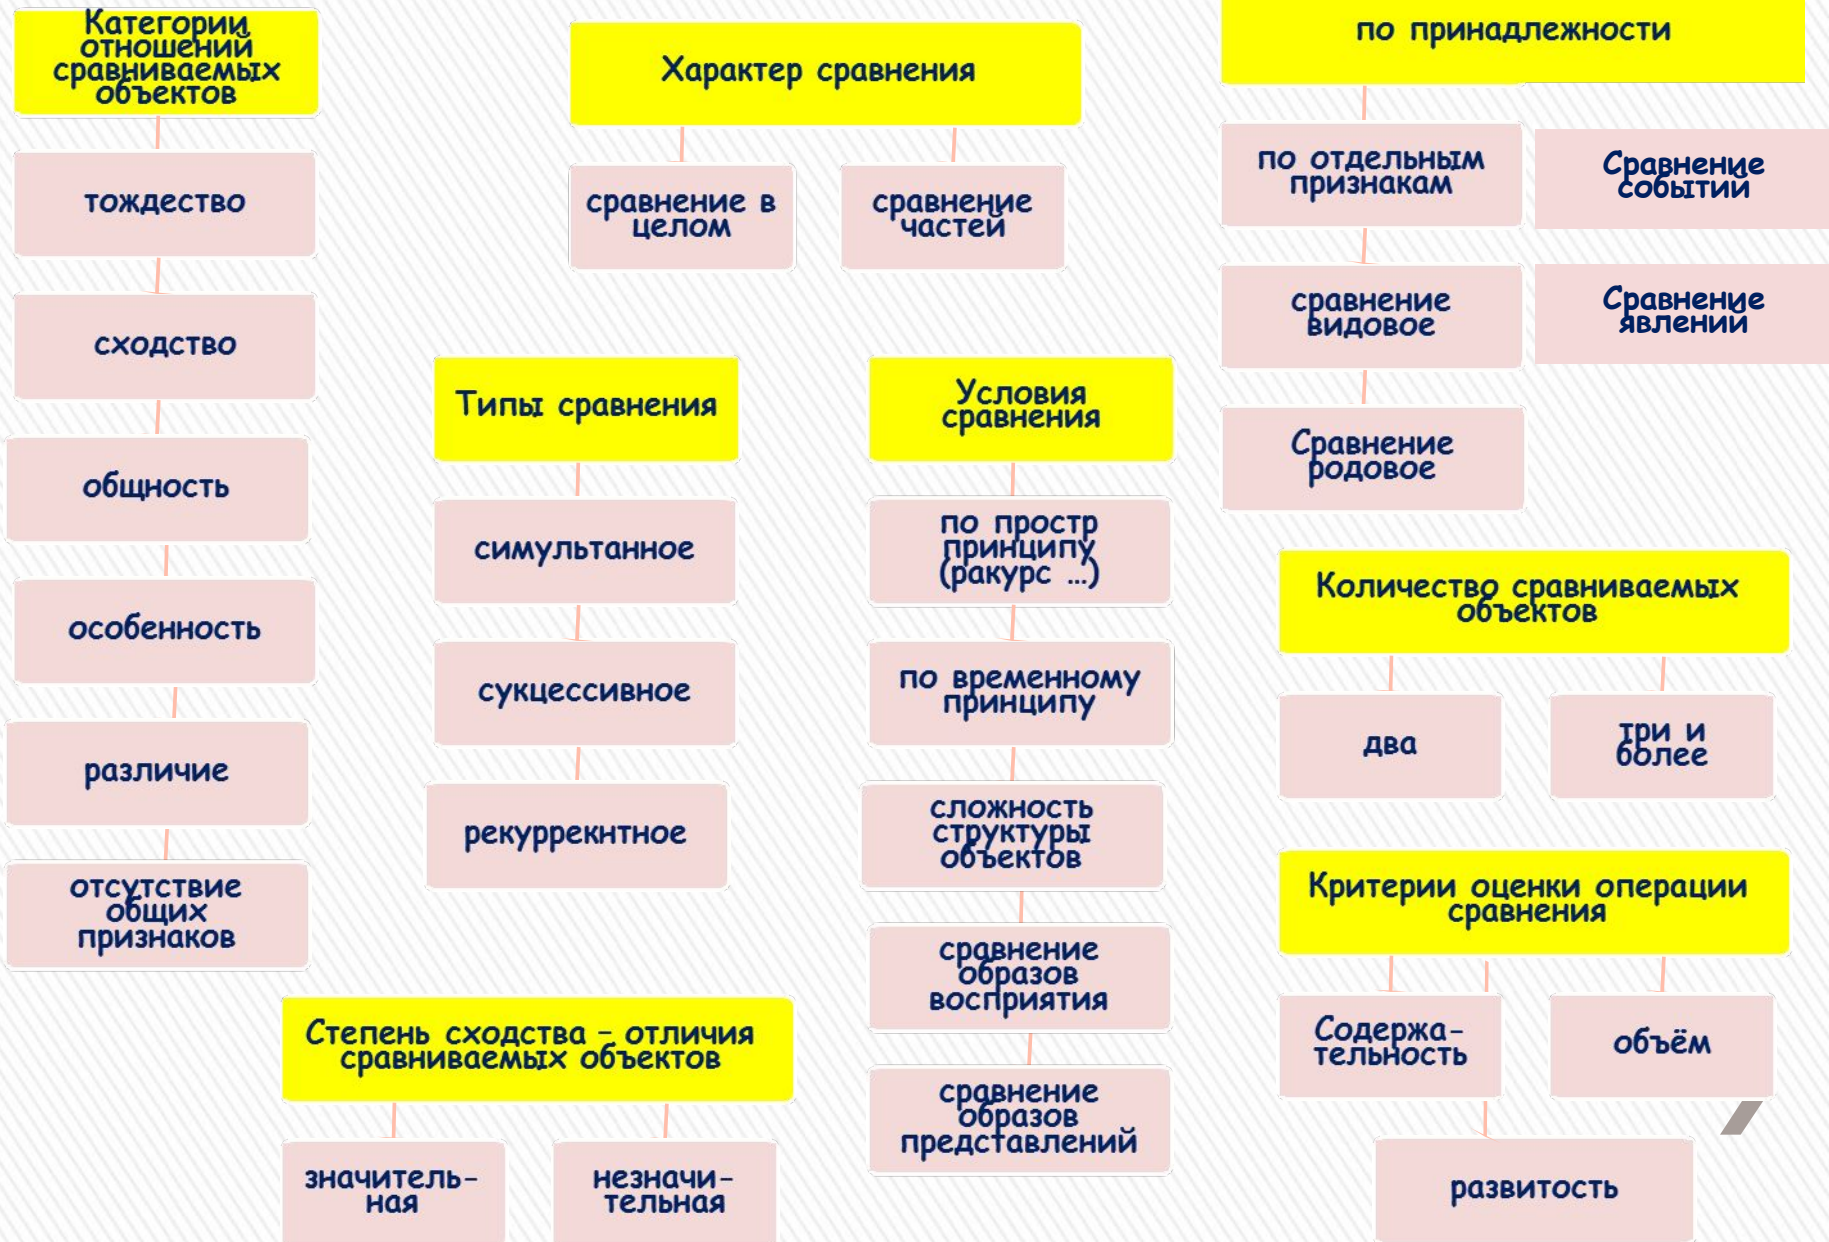 Категории
отношений
сравниваемых
объектов
тождество
сходство
общность
особенность
различие
отсутствие
общих
признаков
Характер сравнения
сравнение в
целом
сравнение
частей
Типы сравнения
симультанное
сукцессивное
рекуррекнтное
Условия
сравнения
по простр
принципу
(ракурс …)
по временному
принципу
сложность
структуры
объектов
сравнение
образов
восприятия
сравнение
образов
представлений
Степень сходства – отличия
сравниваемых объектов
значитель-
ная
незначи-
тельная
по принадлежности
по отдельным
признакам
Сравнение
событий
сравнение
видовое
Сравнение
явлений
Сравнение
родовое
Количество сравниваемых
объектов
два
три и
более
Критерии оценки операции
сравнения
Содержа-
тельность
объём
развитость